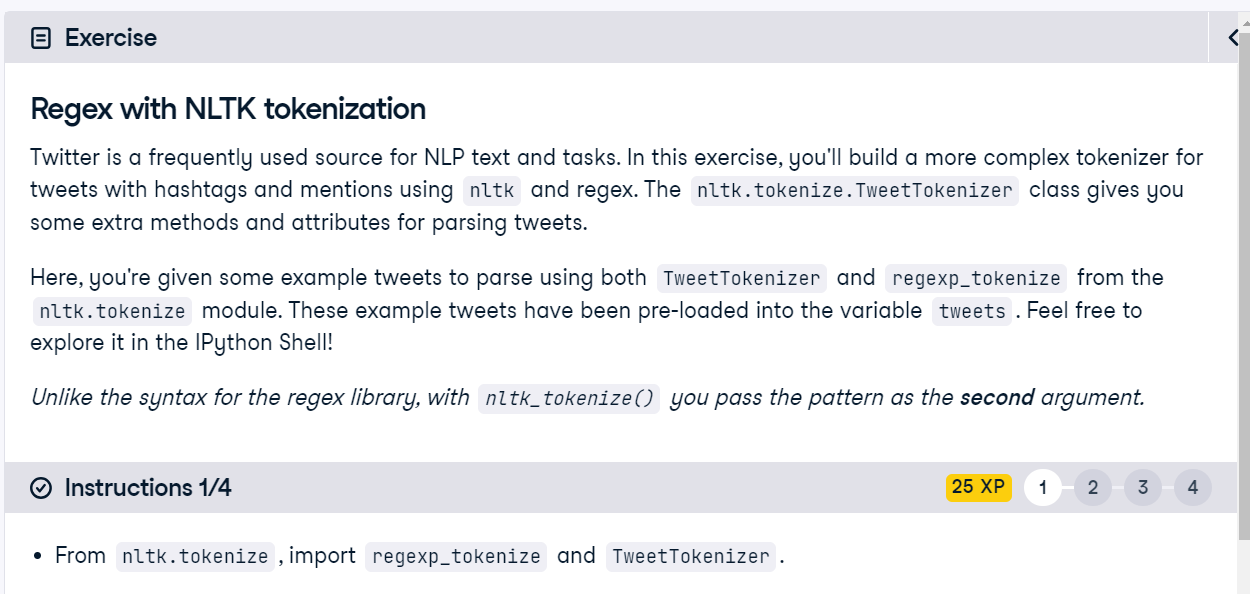 Exercise
Regex with NLTK tokenization
Twitter is a frequently used source for NLP text and tasks. In this exercise, you'll build a more complex tokenizer for
tweets with hashtags and mentions using nltk and regex. The nltk.tokenize.TweetTokenizer class gives you
some extra methods and attributes for parsing tweets.
Here, you're given some example tweets to parse using both TweetTokenizer and regexp_tokenize from the
nltk.tokenize module. These example tweets have been pre-loaded into the variable tweets. Feel free to
explore it in the IPython Shell!
Unlike the syntax for the regex library, with nltk_tokenize() you pass the pattern as the second argument.
Instructions 1/4 25 XP 1 2 3 4
• From nltk.tokenize, import regexp_tokenize and TweetTokenizer.